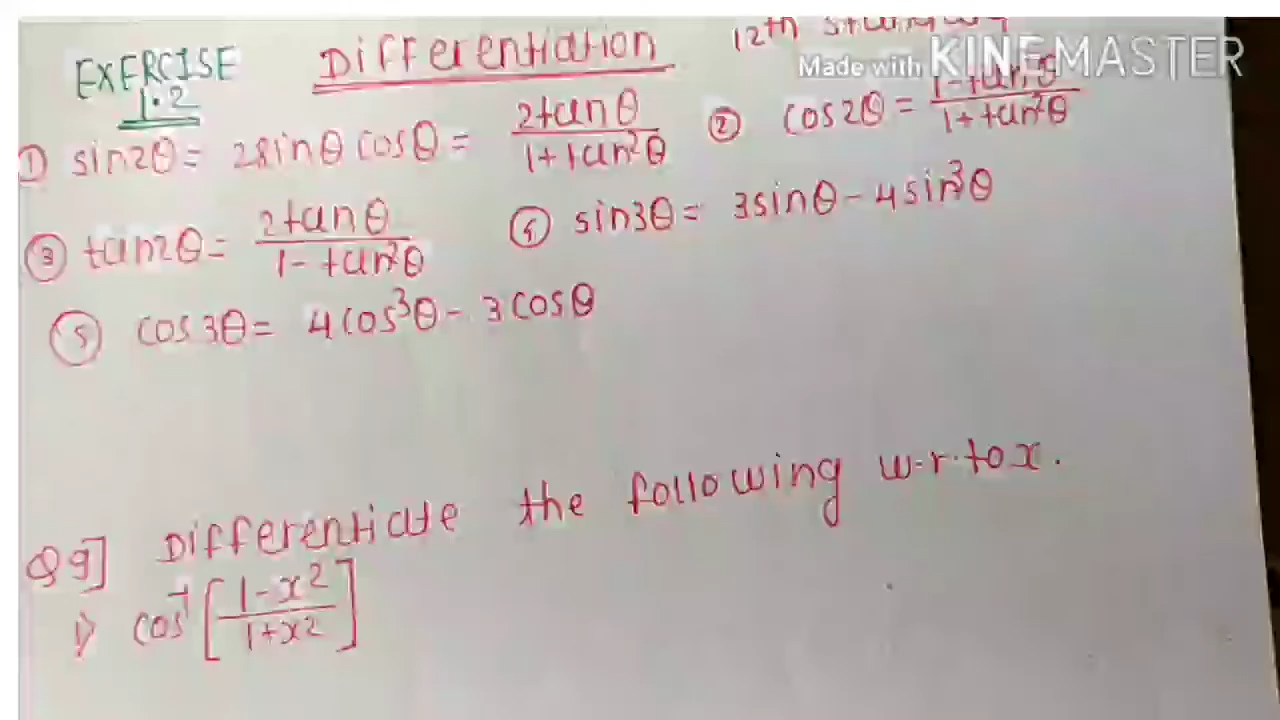 EXERCISE 1.2
Differentiation
12th
Made with KINEMASTER
① sin2θ = 2sinθ cosθ = 2tanθ / 1+tan²θ
② cos2θ = 1-tan²θ / 1+tan²θ
③ tan2θ = 2tanθ / 1-tan²θ
④ sin3θ = 3sinθ - 4sin³θ
⑤ cos3θ = 4cos³θ - 3cosθ
Q9] Differentiate the following w.r.to x.
1) cos⁻¹[1-x² / 1+x²]